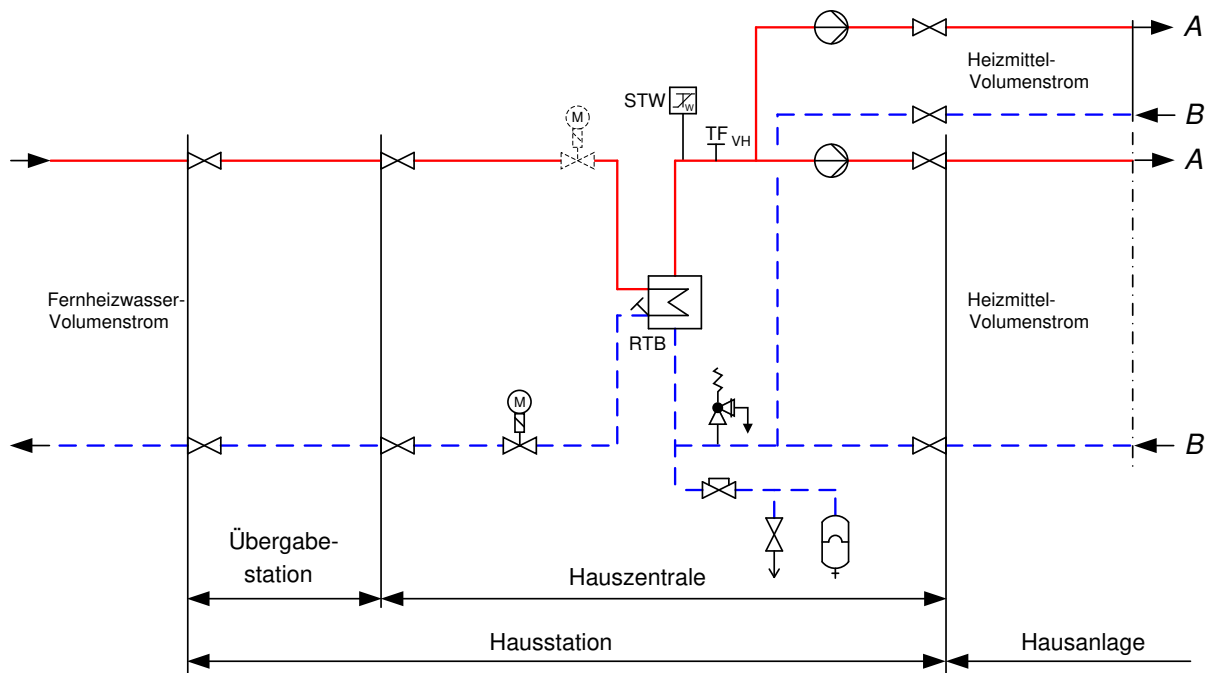 A
Heizmittel-
Volumenstrom
STW
W
B
M
TF VH
A
Fernheizwasser-
Volumenstrom
Heizmittel-
Volumenstrom
RTB
M
B
Übergabe-
station
Hauszentrale
Hausstation
Hausanlage